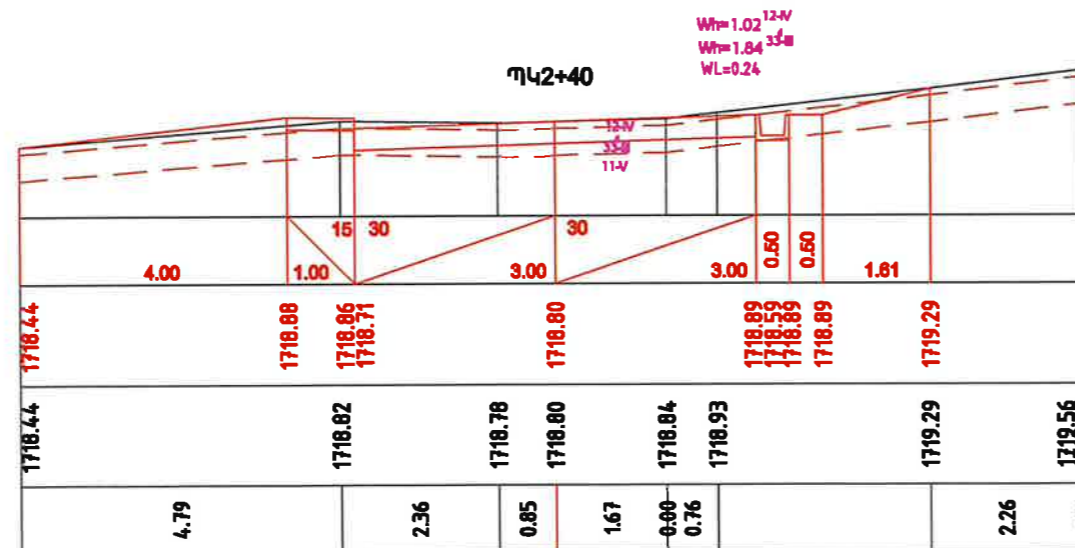 Wh=1.02 12-IV
Wh=1.84 33-III
WL=0.24
ՊԿ2+40
12-IV
33-III
11-V
15 30 30
4.00 1.00 3.00 3.00 0.60 0.60 1.61
1718.44 1718.88 1718.86 1718.71 1718.80 1718.89 1718.59 1718.89 1718.89 1719.29
1718.44 1718.82 1718.78 1718.80 1718.84 1718.93 1719.29 1719.56
4.79 2.36 0.85 1.67 0.00 0.76 2.26